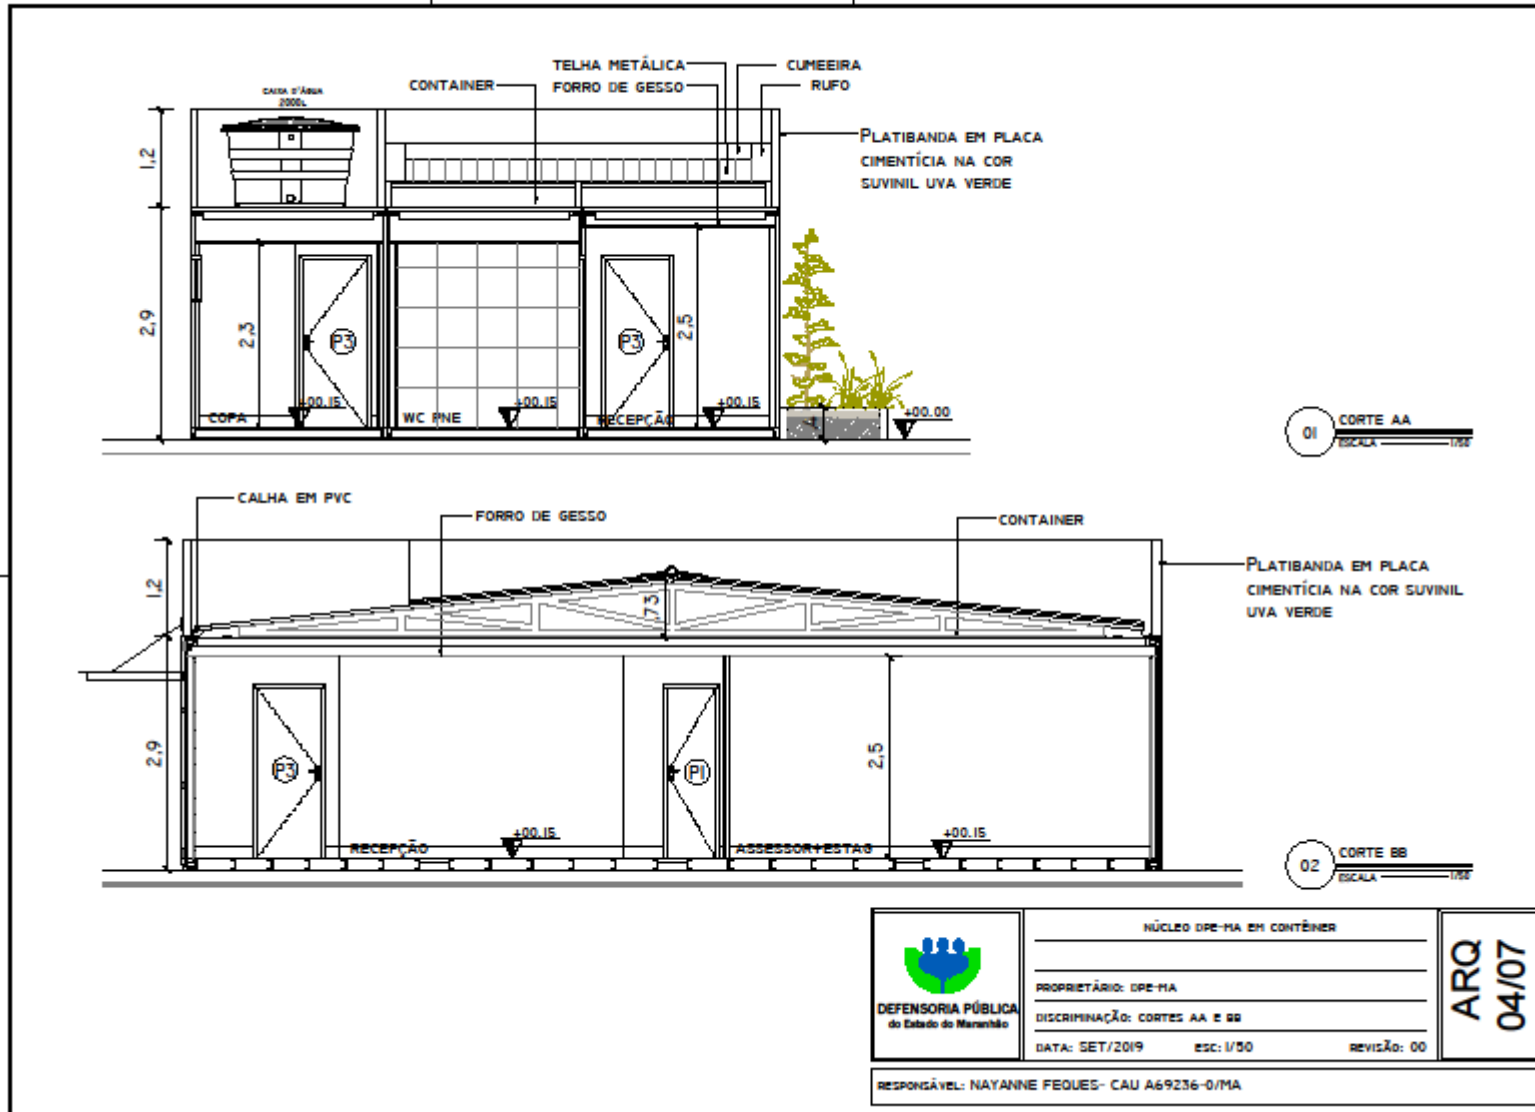 TELHA METÁLICA
CUMEEIRA
CONTAINER
FORRO DE GESSO
RUFO
CAIXA D'ÁGUA
2000L
PLATIBANDA EM PLACA
CIMENTÍCIA NA COR
SUVINIL UVA VERDE
1,2
2,9
2,3
P3
P3
2,5
+00.15
+00.15
+00.15
+00.00
COPA
WC PNE
RECEPÇÃO
01
CORTE AA
ESCALA 1/50
CALHA EM PVC
FORRO DE GESSO
CONTAINER
PLATIBANDA EM PLACA
CIMENTÍCIA NA COR SUVINIL
UVA VERDE
1,2
,73
2,9
P3
P1
2,5
+00.15
+00.15
RECEPÇÃO
ASSESSOR+ESTAG
02
CORTE BB
ESCALA 1/50
NÚCLEO DPE-MA EM CONTÊINER
PROPRIETÁRIO: DPE-MA
DISCRIMINAÇÃO: CORTES AA E BB
DATA: SET/2019 ESC: 1/50 REVISÃO: 00
DEFENSORIA PÚBLICA
do Estado do Maranhão
ARQ
04/07
RESPONSÁVEL: NAYANNE FEQUES- CAU A69236-0/MA